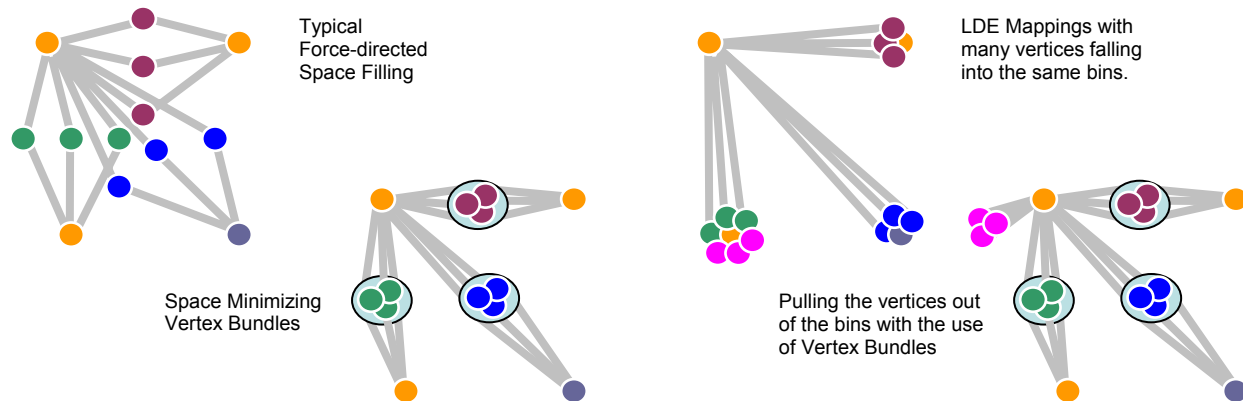 Typical
Force-directed
Space Filling
LDE Mappings with
many vertices falling
into the same bins.
Space Minimizing
Vertex Bundles
Pulling the vertices out
of the bins with the use
of Vertex Bundles